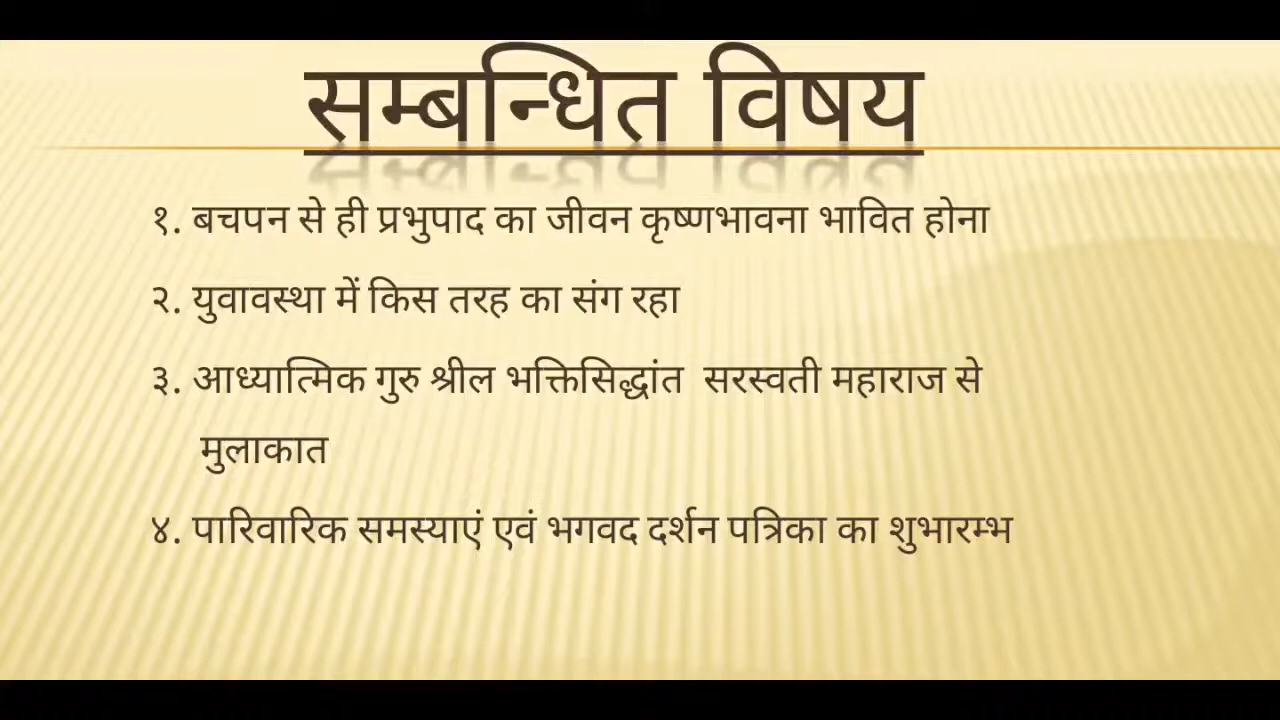 सम्बन्धित विषय
१. बचपन से ही प्रभुपाद का जीवन कृष्णभावना भावित होना
२. युवावस्था में किस तरह का संग रहा
३. आध्यात्मिक गुरु श्रील भक्तिसिद्धांत सरस्वती महाराज से
मुलाकात
४. पारिवारिक समस्याएं एवं भगवद दर्शन पत्रिका का शुभारम्भ